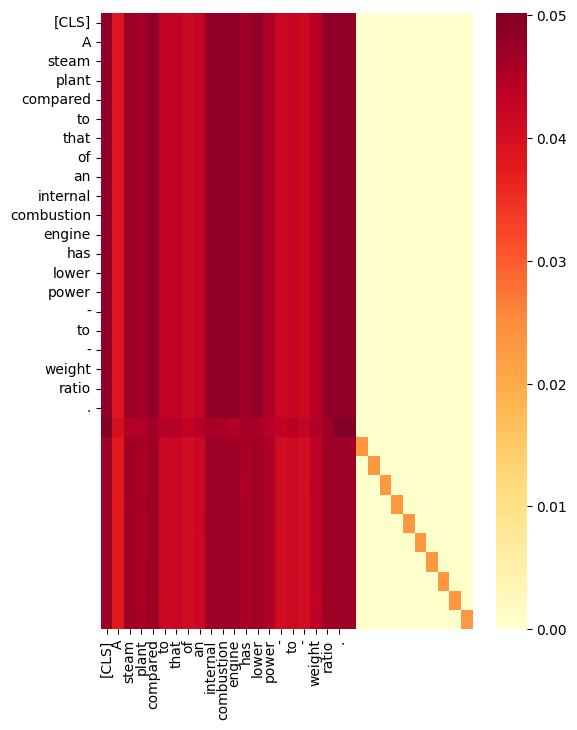 [CLS]
A
steam
plant
compared
to
that
of
an
internal
combustion
engine
has
lower
power
-
to
-
weight
ratio
.
0.05
0.04
0.03
0.02
0.01
0.00
[CLS]
A
steam
plant
compared
to
that
of
an
internal
combustion
engine
has
lower
power
-
to
-
weight
ratio
.